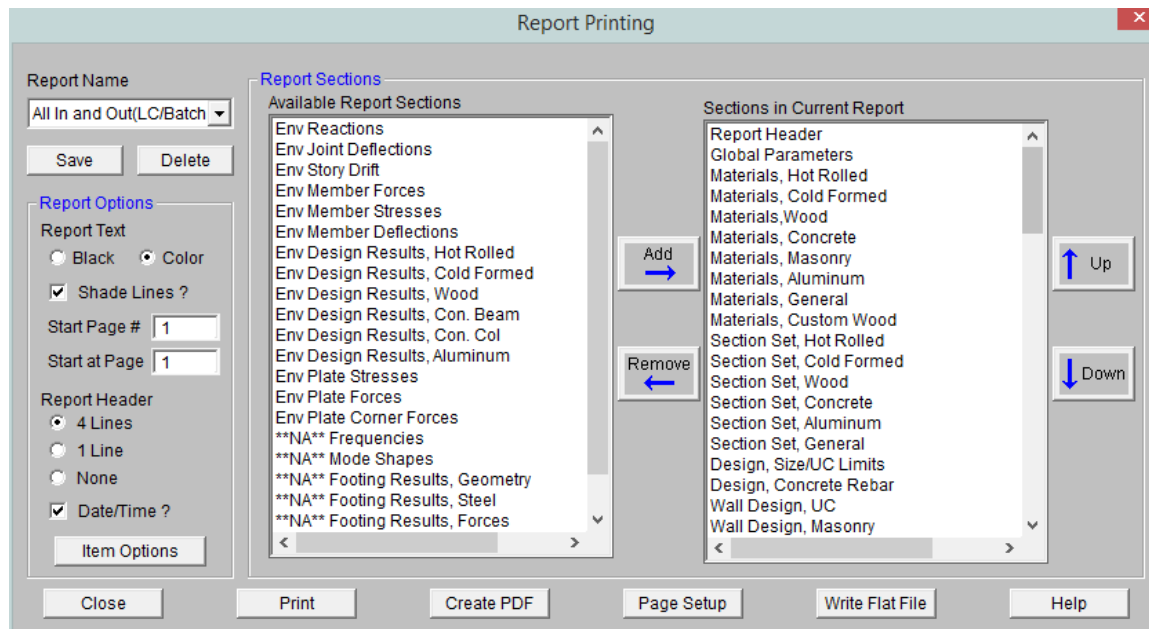 Report Printing
Report Name
All In and Out(LC/Batch
Save
Delete
Report Options
Report Text
Black
Color
Shade Lines ?
Start Page # 1
Start at Page 1
Report Header
4 Lines
1 Line
None
Date/Time ?
Item Options
Report Sections
Available Report Sections
Env Reactions
Env Joint Deflections
Env Story Drift
Env Member Forces
Env Member Stresses
Env Member Deflections
Env Design Results, Hot Rolled
Env Design Results, Cold Formed
Env Design Results, Wood
Env Design Results, Con. Beam
Env Design Results, Con. Col
Env Design Results, Aluminum
Env Plate Stresses
Env Plate Forces
Env Plate Corner Forces
**NA** Frequencies
**NA** Mode Shapes
**NA** Footing Results, Geometry
**NA** Footing Results, Steel
**NA** Footing Results, Forces
Add
Remove
Sections in Current Report
Report Header
Global Parameters
Materials, Hot Rolled
Materials, Cold Formed
Materials,Wood
Materials, Concrete
Materials, Masonry
Materials, Aluminum
Materials, General
Materials, Custom Wood
Section Set, Hot Rolled
Section Set, Cold Formed
Section Set, Wood
Section Set, Concrete
Section Set, Aluminum
Section Set, General
Design, Size/UC Limits
Design, Concrete Rebar
Wall Design, UC
Wall Design, Masonry
Up
Down
Close
Print
Create PDF
Page Setup
Write Flat File
Help